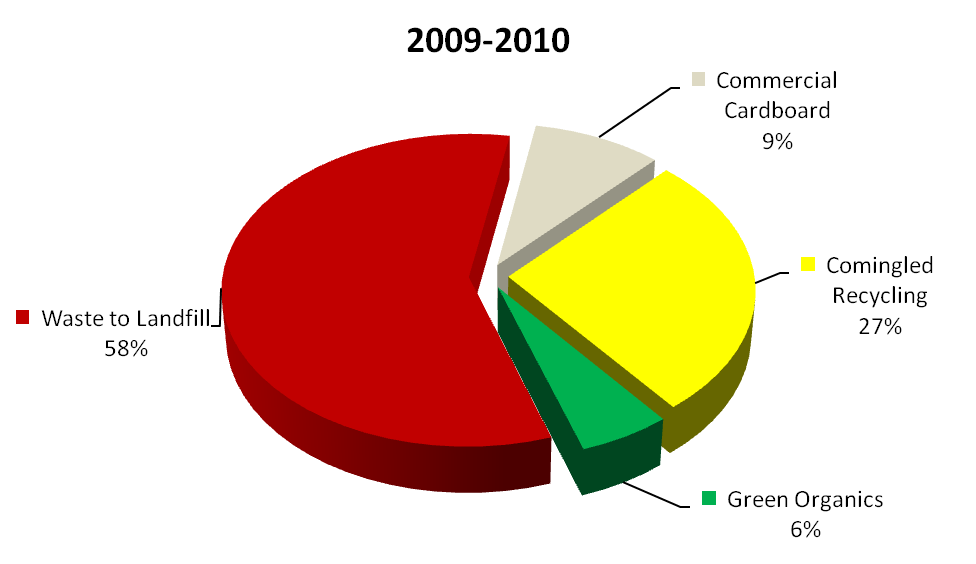 2009-2010
Commercial
Cardboard
9%
Comingled
Recycling
27%
Waste to Landfill
58%
Green Organics
6%